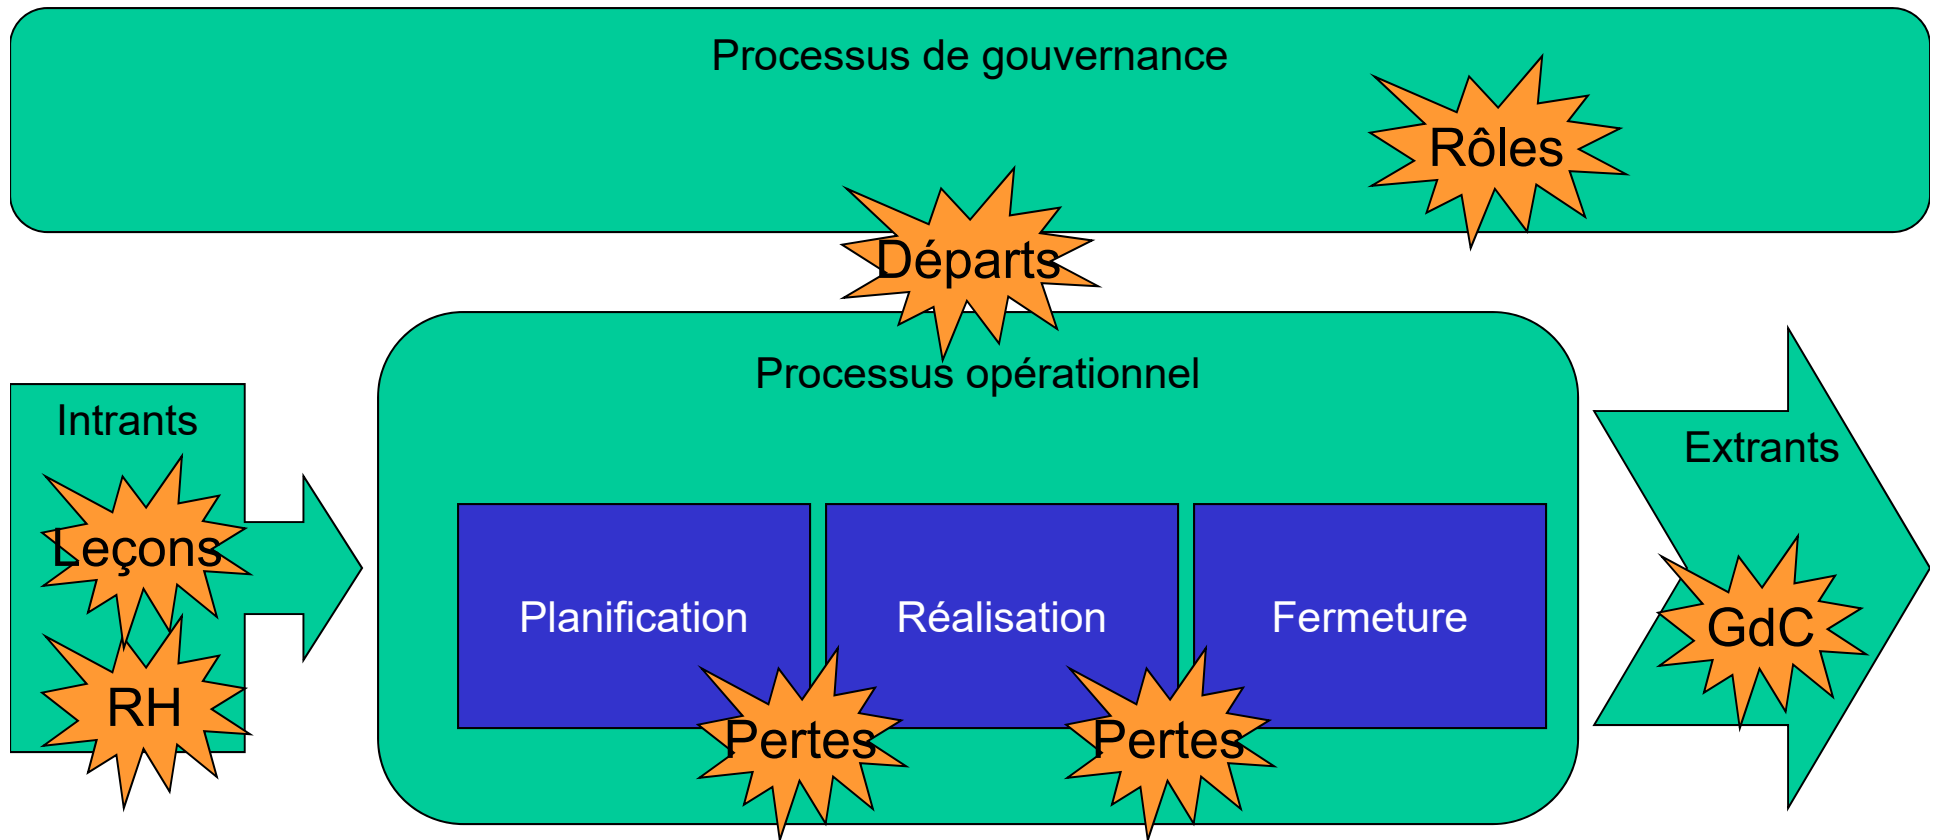 Processus de gouvernance
Rôles
Départs
Processus opérationnel
Intrants
Extrants
Leçons
Planification
Réalisation
Fermeture
GdC
RH
Pertes
Pertes